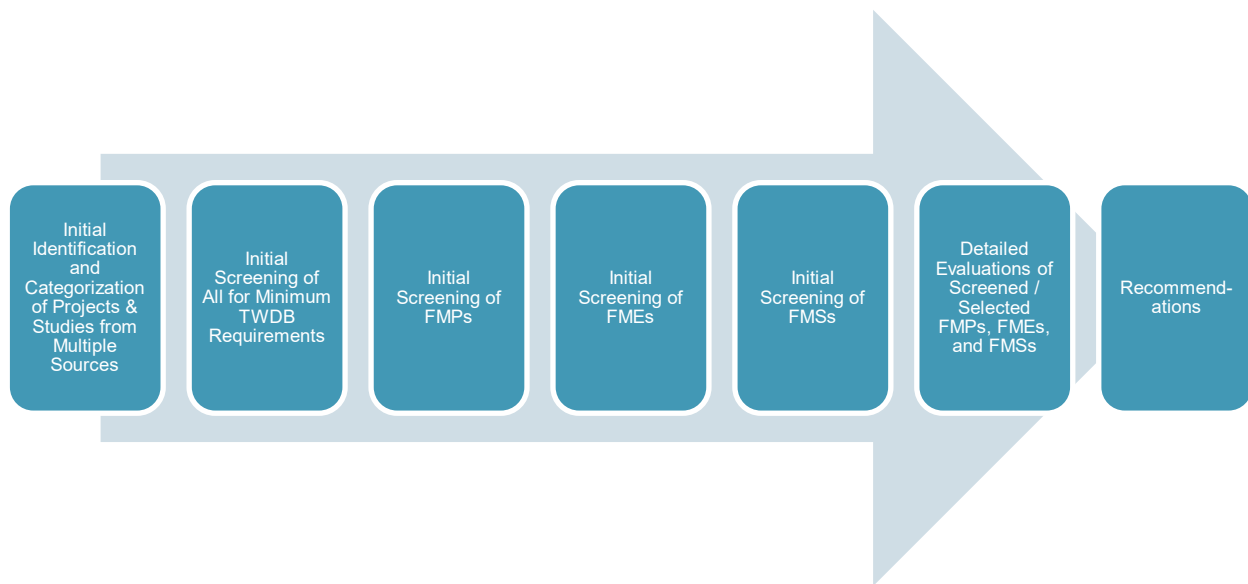 Initial
Identification
and
Categorization
of Projects &
Studies from
Multiple
Sources
Initial
Screening of
All for Minimum
TWDB
Requirements
Initial
Screening of
FMPs
Initial
Screening of
FMEs
Initial
Screening of
FMSs
Detailed
Evaluations of
Screened /
Selected
FMPs, FMEs,
and FMSs
Recommend-
ations